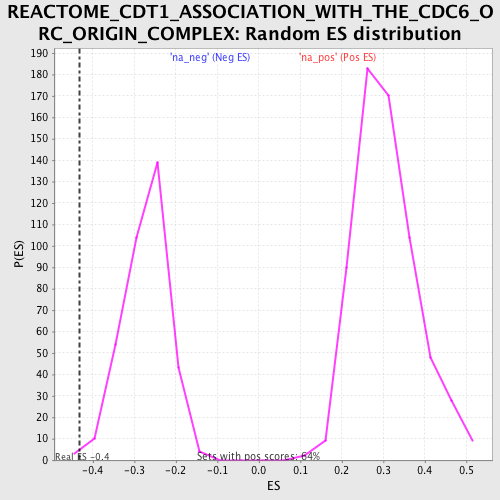 REACTOME_CDT1_ASSOCIATION_WITH_THE_CDC6_O
RC_ORIGIN_COMPLEX: Random ES distribution
'na_neg' (Neg ES) 'na_pos' (Pos ES)
190
180
170
160
150
140
130
120
110
100
90
80
70
60
50
40
30
20
10
0
P(ES)
Real ES -0.4
Sets with pos scores: 64%
-0.4 -0.3 -0.2 -0.1 0.0 0.1 0.2 0.3 0.4 0.5
ES